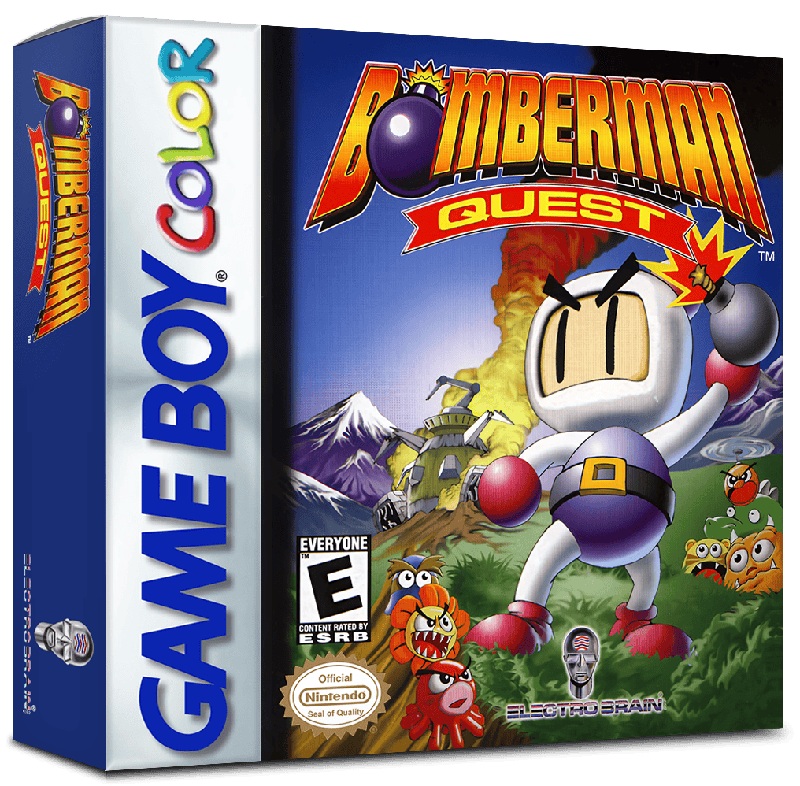 BOMBERMAN
QUEST
ELECTRO BRAIN
GAME BOY COLOR
®
BOMBERMAN
QUEST
TM
EVERYONE
TM
E
CONTENT RATED BY
ESRB
Official
Nintendo
Seal of Quality
®
ELECTRO BRAIN